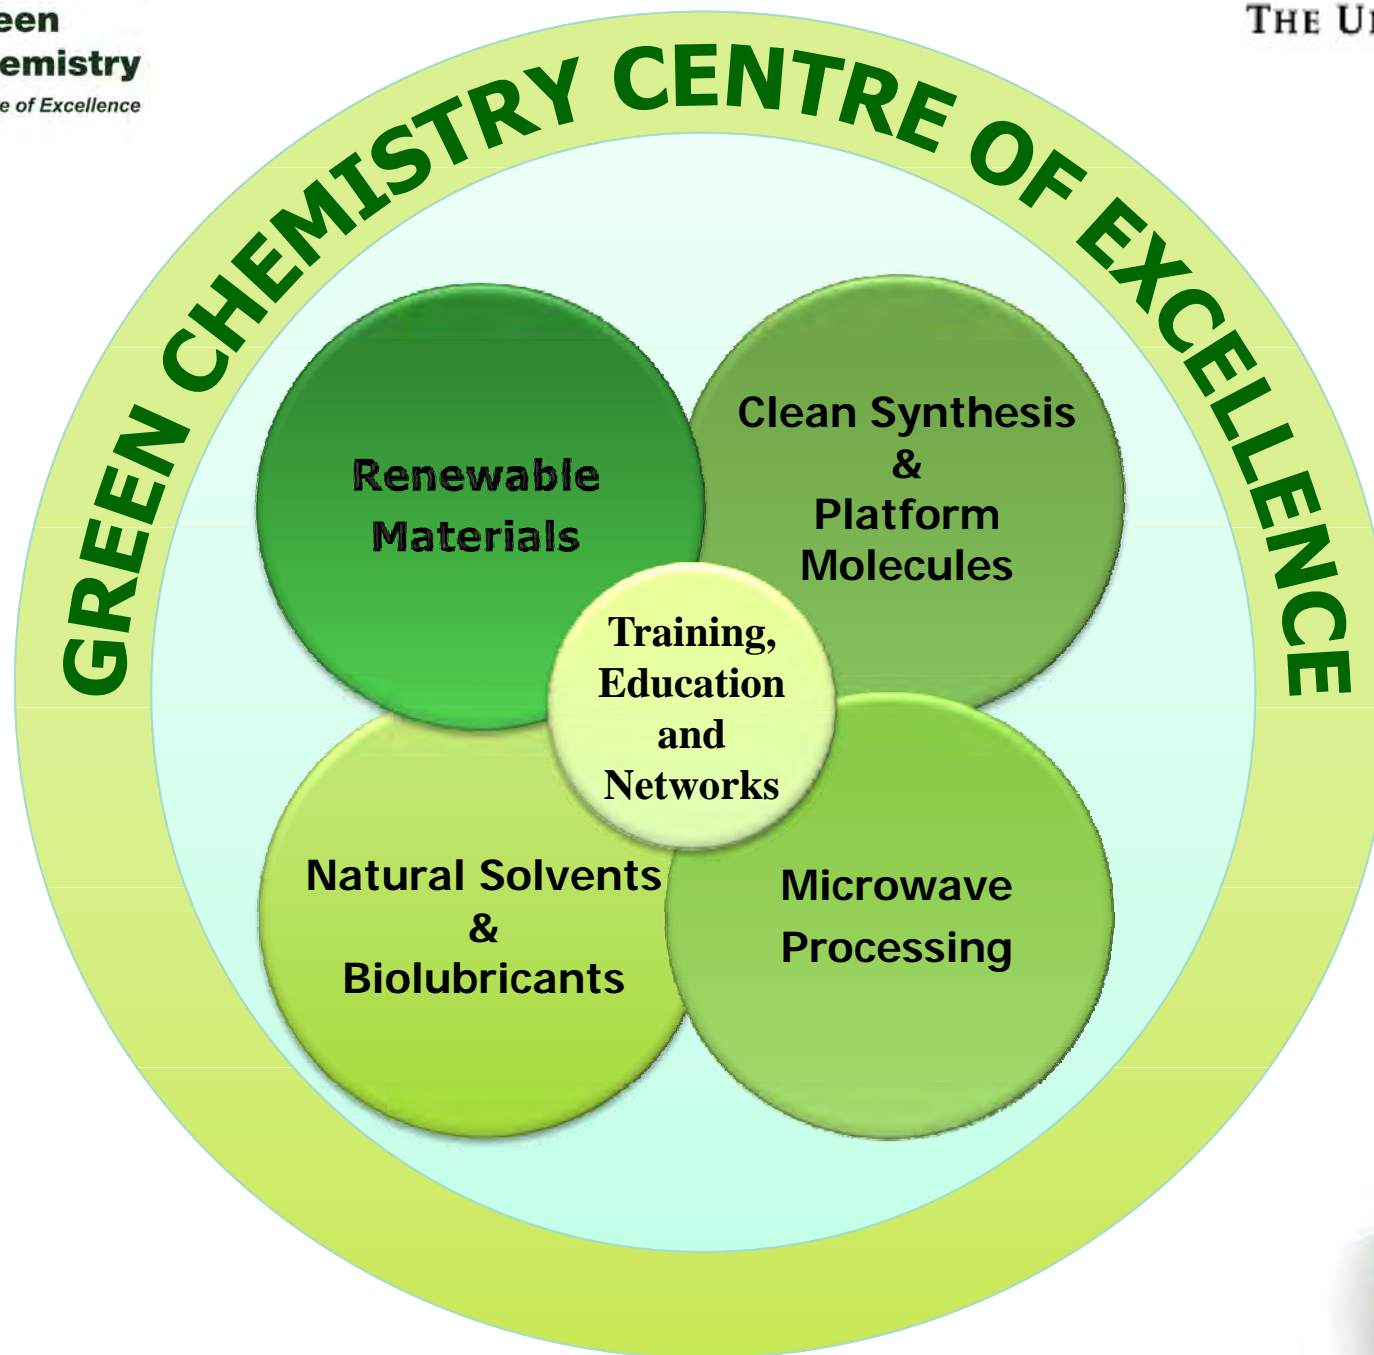 een
THE U
emistry
e of Excellence
GREEN CHEMISTRY CENTRE OF EXCELLENCE
Renewable
Materials
Clean Synthesis
&
Platform
Molecules
Training,
Education
and
Networks
Natural Solvents
&
Biolubricants
Microwave
Processing